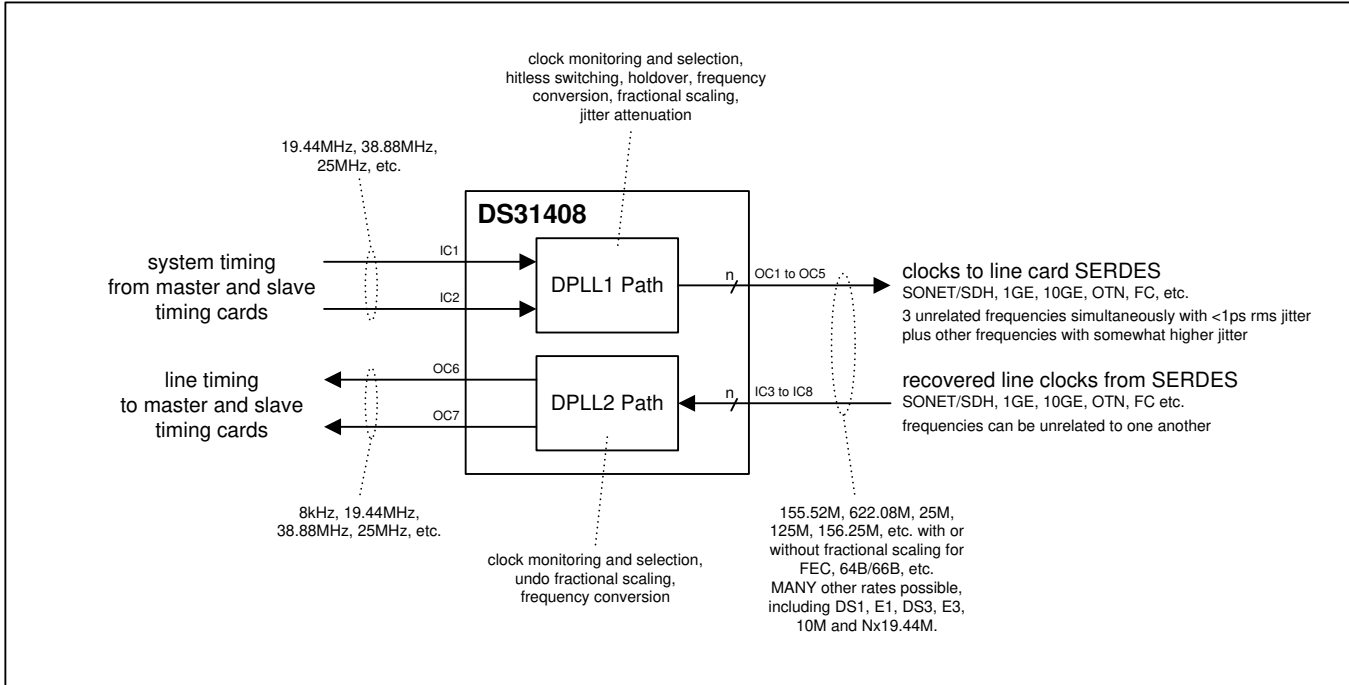 clock monitoring and selection,
hitless switching, holdover, frequency
conversion, fractional scaling,
jitter attenuation
19.44MHz, 38.88MHz,
25MHz, etc.
DS31408
system timing
from master and slave
timing cards
IC1
IC2
DPLL1 Path
n
OC1 to OC5
clocks to line card SERDES
SONET/SDH, 1GE, 10GE, OTN, FC, etc.
3 unrelated frequencies simultaneously with <1ps rms jitter
plus other frequencies with somewhat higher jitter
line timing
to master and slave
timing cards
OC6
OC7
DPLL2 Path
n
IC3 to IC8
recovered line clocks from SERDES
SONET/SDH, 1GE, 10GE, OTN, FC etc.
frequencies can be unrelated to one another
8kHz, 19.44MHz,
38.88MHz, 25MHz, etc.
clock monitoring and selection,
undo fractional scaling,
frequency conversion
155.52M, 622.08M, 25M,
125M, 156.25M, etc. with or
without fractional scaling for
FEC, 64B/66B, etc.
MANY other rates possible,
including DS1, E1, DS3, E3,
10M and Nx19.44M.